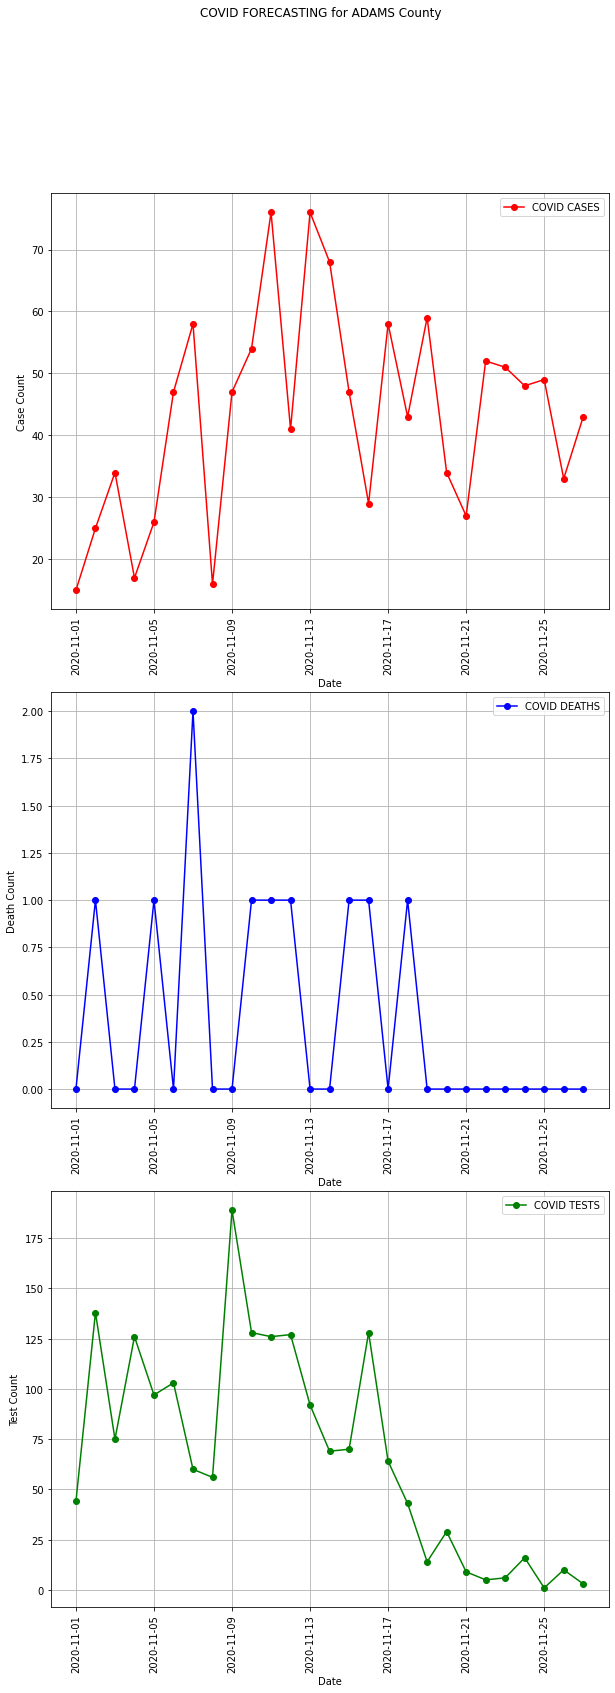 COVID FORECASTING for ADAMS County
COVID CASES
70
60
50
40
30
20
Case Count
2020-11-01 2020-11-05 2020-11-09 2020-11-13 2020-11-17 2020-11-21 2020-11-25
Date
COVID DEATHS
2.00
1.75
1.50
1.25
1.00
0.75
0.50
0.25
0.00
Death Count
2020-11-01 2020-11-05 2020-11-09 2020-11-13 2020-11-17 2020-11-21 2020-11-25
Date
COVID TESTS
175
150
125
100
75
50
25
0
Test Count
2020-11-01 2020-11-05 2020-11-09 2020-11-13 2020-11-17 2020-11-21 2020-11-25
Date